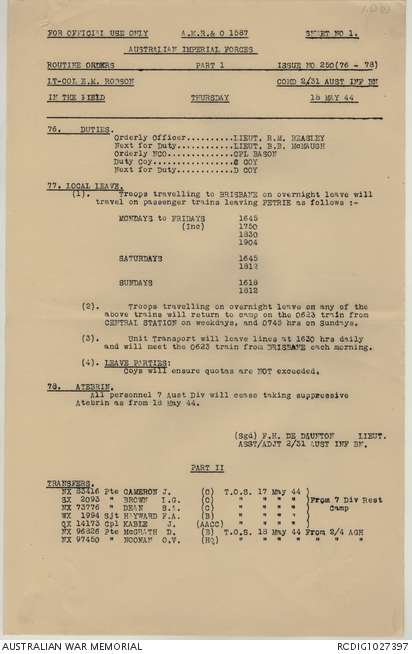 FOR OFFICIAL USE ONLY A.M.R.& O 1587 SHEET NO 1.
AUSTRALIAN IMPERIAL FORCES
ROUTINE ORDERS PART 1 ISSUE NO 250(76 - 78)
LT-COL E.M. ROBSON COMD 2/31 AUST INF BN
IN THE FIELD THURSDAY 18 MAY 44
76. DUTIES.
Orderly Officer..........LIEUT. R.M. BEASLEY
Next for Duty............LIEUT. B.B. McMAUGH
Orderly NCO..............CPL BASON
Duty Coy.................C COY
Next for Duty............D COY
77. LOCAL LEAVE.
(1). Troops travelling to BRISBANE on overnight leave will
travel on passenger trains leaving PETRIE as follows :-
MONDAYS to FRIDAYS 1645
(Inc) 1750
1830
1904
SATURDAYS 1645
1812
SUNDAYS 1618
1812
(2). Troops travelling on overnight leave on any of the
above trains will return to camp on the 0623 train from
CENTRAL STATION on weekdays, and 0745 hrs on Sundays.
(3). Unit Transport will leave lines at 1630 hrs daily
and will meet the 0623 train from BRISBANE each morning.
(4). LEAVE PARTIES:
Coys will ensure quotas are NOT exceeded.
78. ATEBRIN.
All personnel 7 Aust Div will cease taking suppressive
Atebrin as from 18 May 44.
(Sgd) F.H. DE DAUNTON LIEUT.
ASST/ADJT 2/31 AUST INF BN.
PART II
TRANSFERS.
NX 83416 Pte CAMERON J. (C) T.O.S. 17 May 44 )
SX 2093 " BROWN I.G. (C) " " " " )From 7 Div Rest
NX 73776 " DEAN S.A. (C) " " " " ) Camp
WX 1994 Sjt HAYWARD F.A. (B) " " " " )
QX 14173 Cpl KABLE J. (AACC) " " " " )
NX 96826 Pte McGRATH D. (B) T.O.S. 18 May 44 From 2/4 AGH
NX 97450 " NOONAN O.V. (HQ) " " " " " " "
AUSTRALIAN WAR MEMORIAL RCDIG1027397